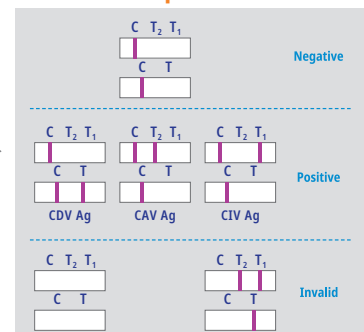 C T₂ T₁
Negative
C T
C T₂ T₁ C T₂ T₁ C T₂ T₁
C T C T C T
Positive
CDV Ag CAV Ag CIV Ag
C T₂ T₁ C T₂ T₁
C T C T
Invalid